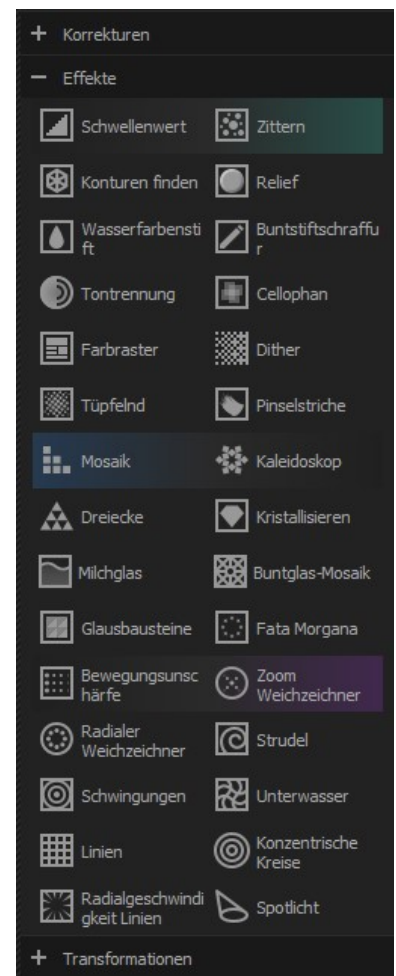 Korrekturen
Effekte
Schwellenwert
Zittern
Konturen finden
Relief
Wasserfarbensti
ft
Buntstiftschraffu
r
Tontrennung
Cellophan
Farbraster
Dither
Tüpfelnd
Pinselstriche
Mosaik
Kaleidoskop
Dreiecke
Kristallisieren
Milchglas
Buntglas-Mosaik
Glausbausteine
Fata Morgana
Bewegungsunsc
härfe
Zoom
Weichzeichner
Radialer
Weichzeichner
Strudel
Schwingungen
Unterwasser
Linien
Konzentrische
Kreise
Radialgeschwindi
gkeit Linien
Spotlicht
Transformationen